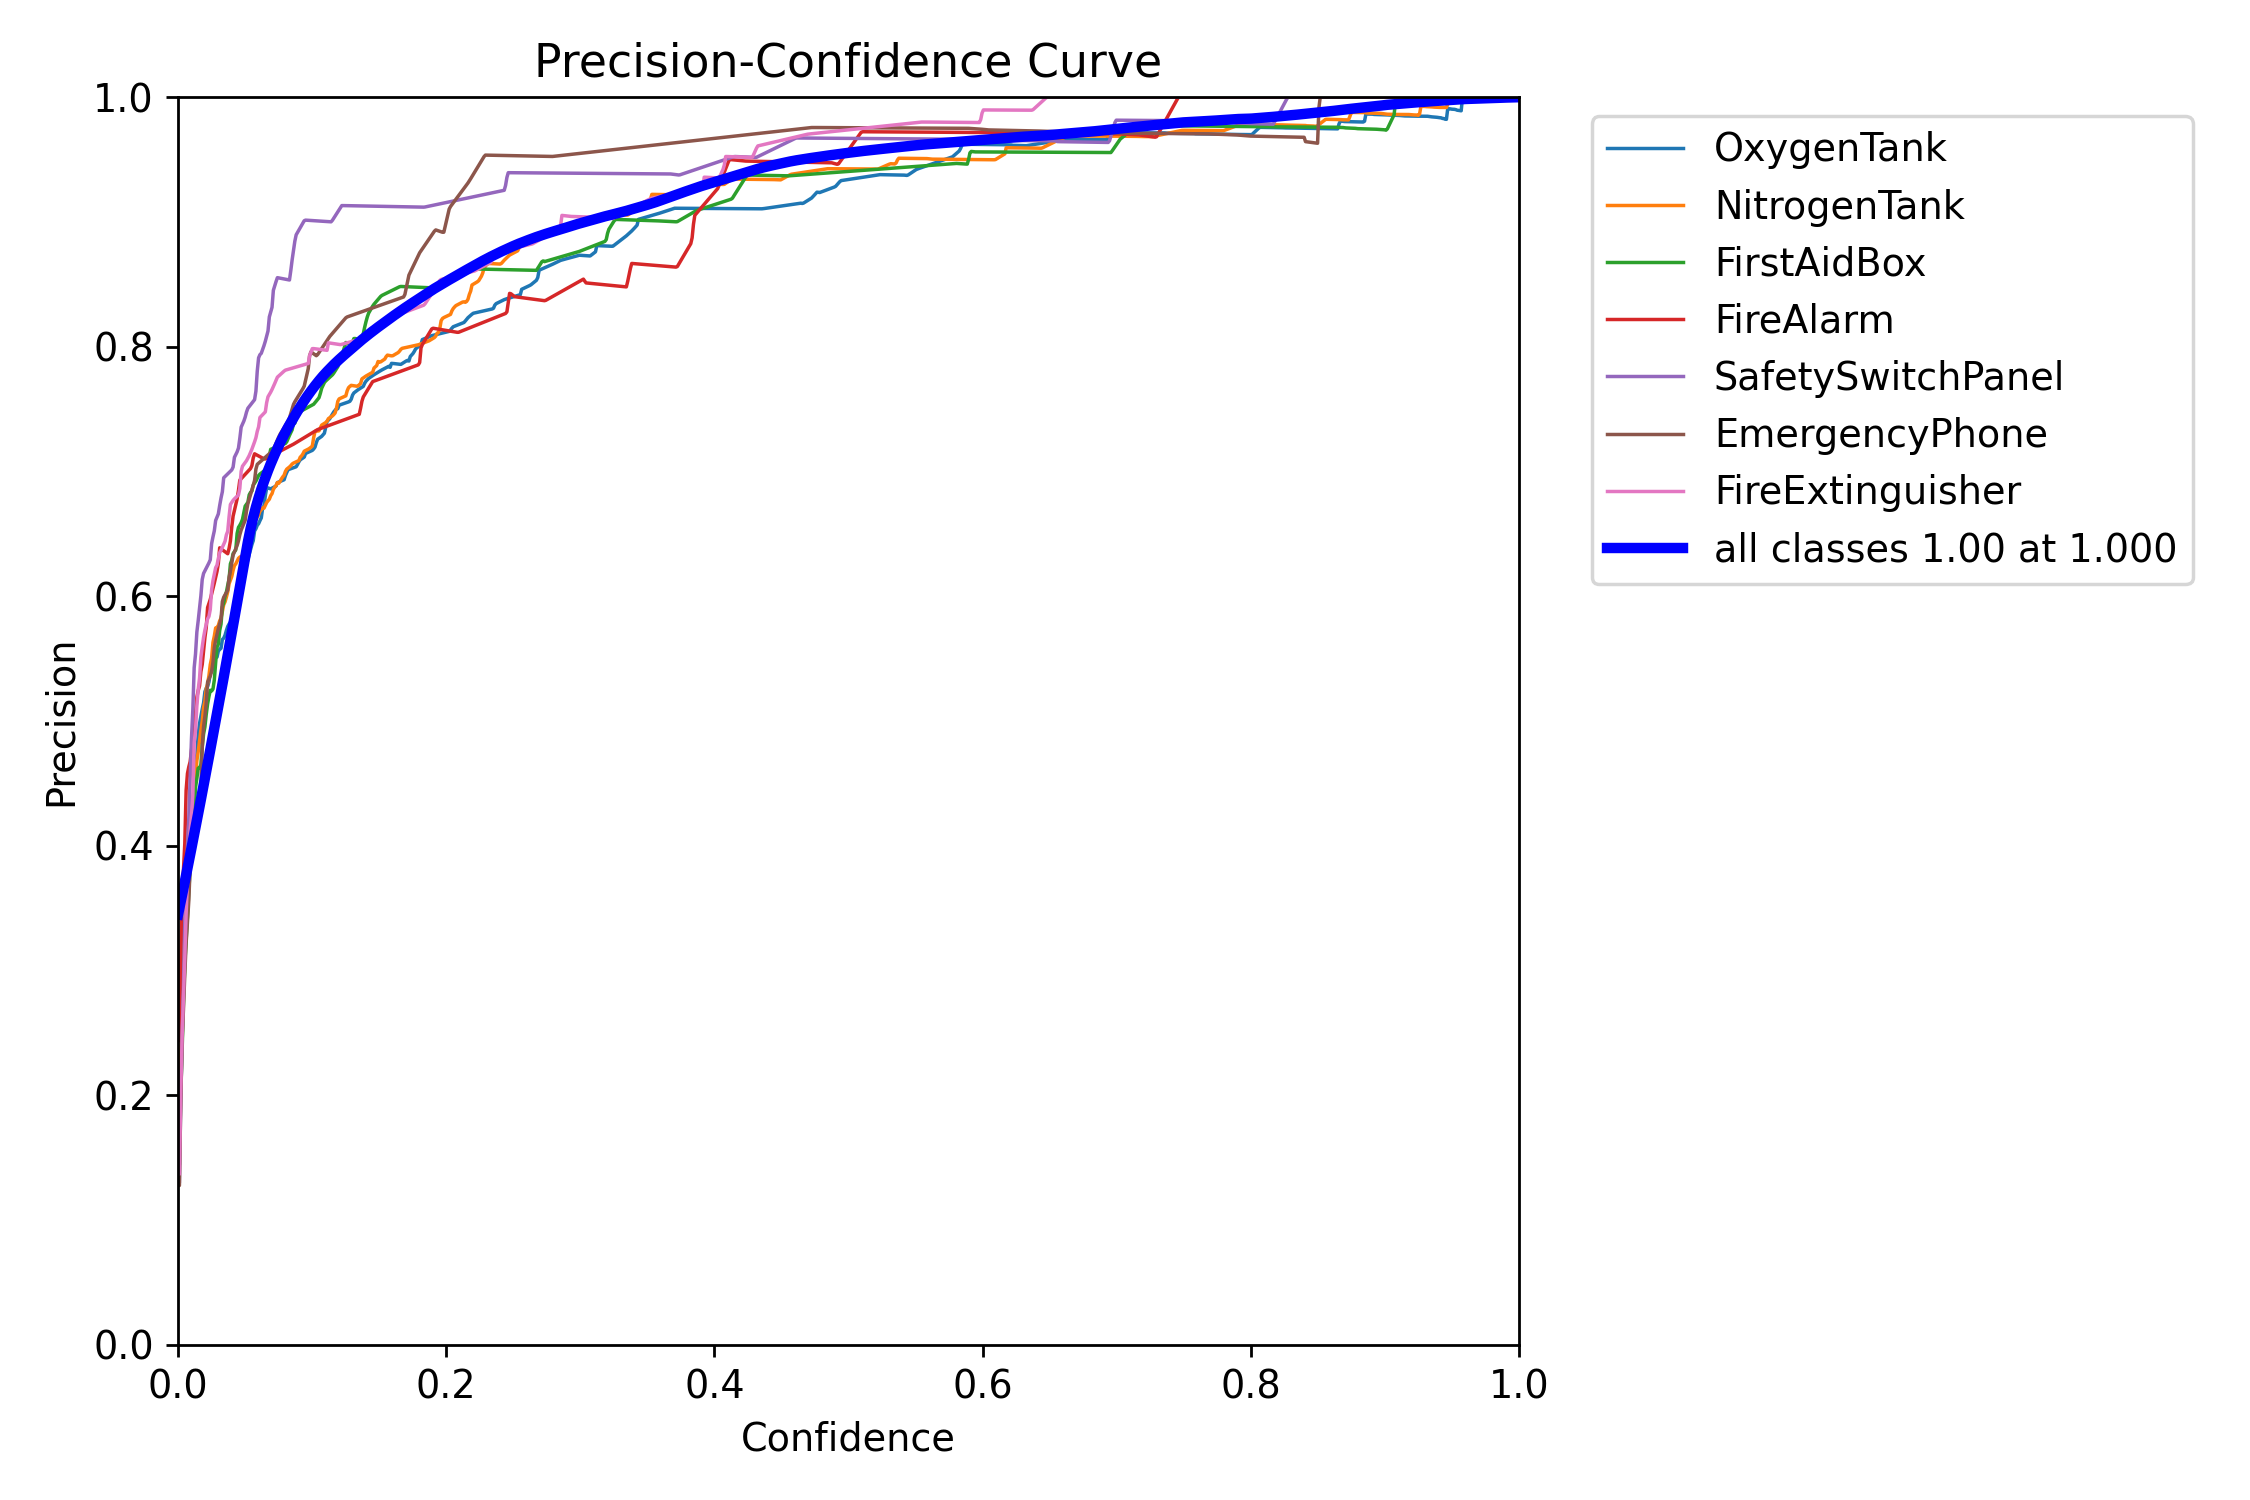 Precision-Confidence Curve
1.0
0.8
0.6
0.4
0.2
0.0
Precision
0.0 0.2 0.4 0.6 0.8 1.0
Confidence
OxygenTank
NitrogenTank
FirstAidBox
FireAlarm
SafetySwitchPanel
EmergencyPhone
FireExtinguisher
all classes 1.00 at 1.000